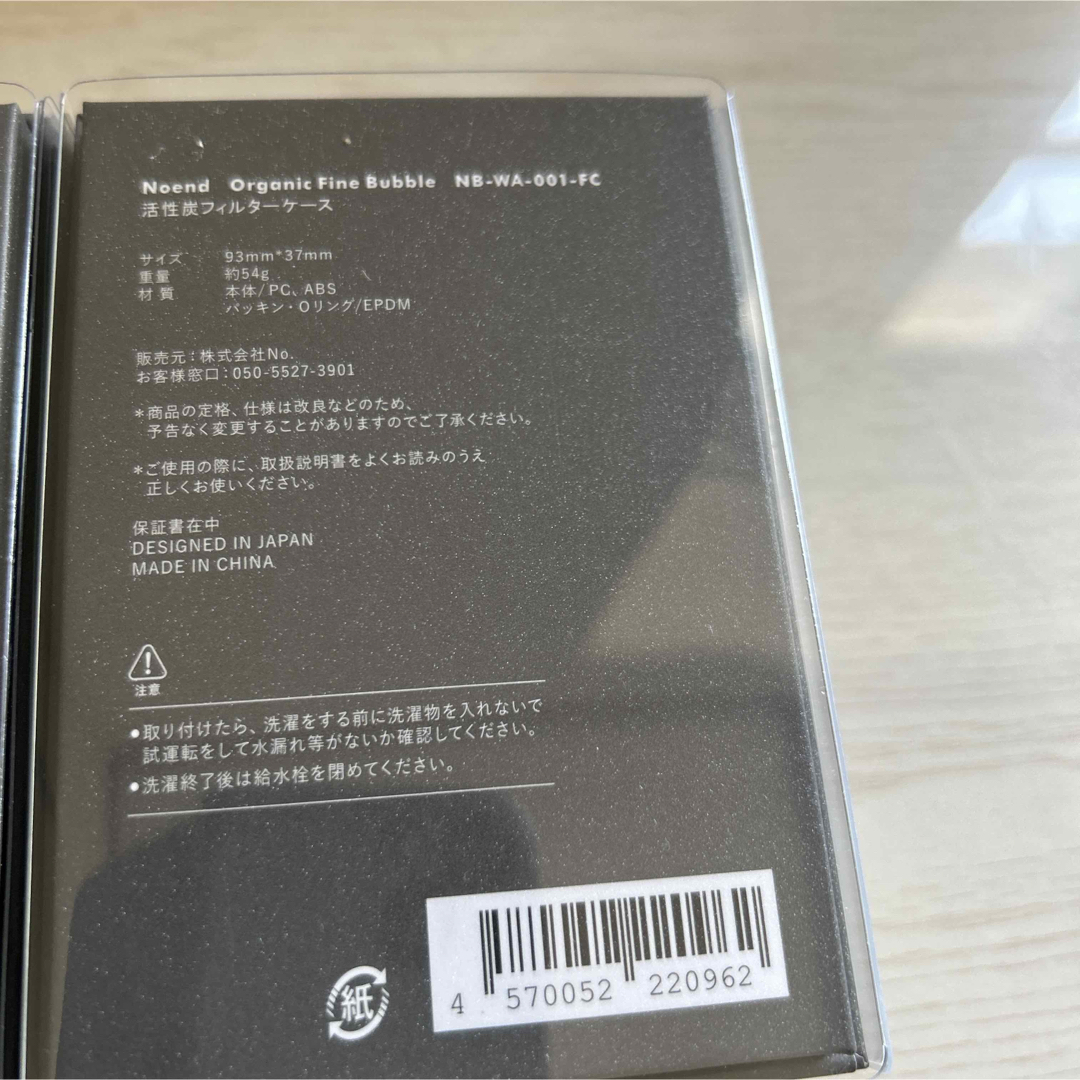 Noend Organic Fine Bubble NB-WA-001-FC
活性炭フィルターケース
サイズ 93mm*37mm
重量 約54g
材質 本体/PC、ABS
パッキン・Oリング/EPDM
販売元：株式会社No.
お客様窓口：050-5527-3901
*商品の定格、仕様は改良などのため、
予告なく変更することがありますのでご了承ください。
*ご使用の際に、取扱説明書をよくお読みのうえ
正しくお使いください。
保証書在中
DESIGNED IN JAPAN
MADE IN CHINA
注意
●取り付けたら、洗濯をする前に洗濯物を入れないで
試運転をして水漏れ等がないか確認してください。
●洗濯終了後は給水栓を閉めてください。
紙
4 570052 220962